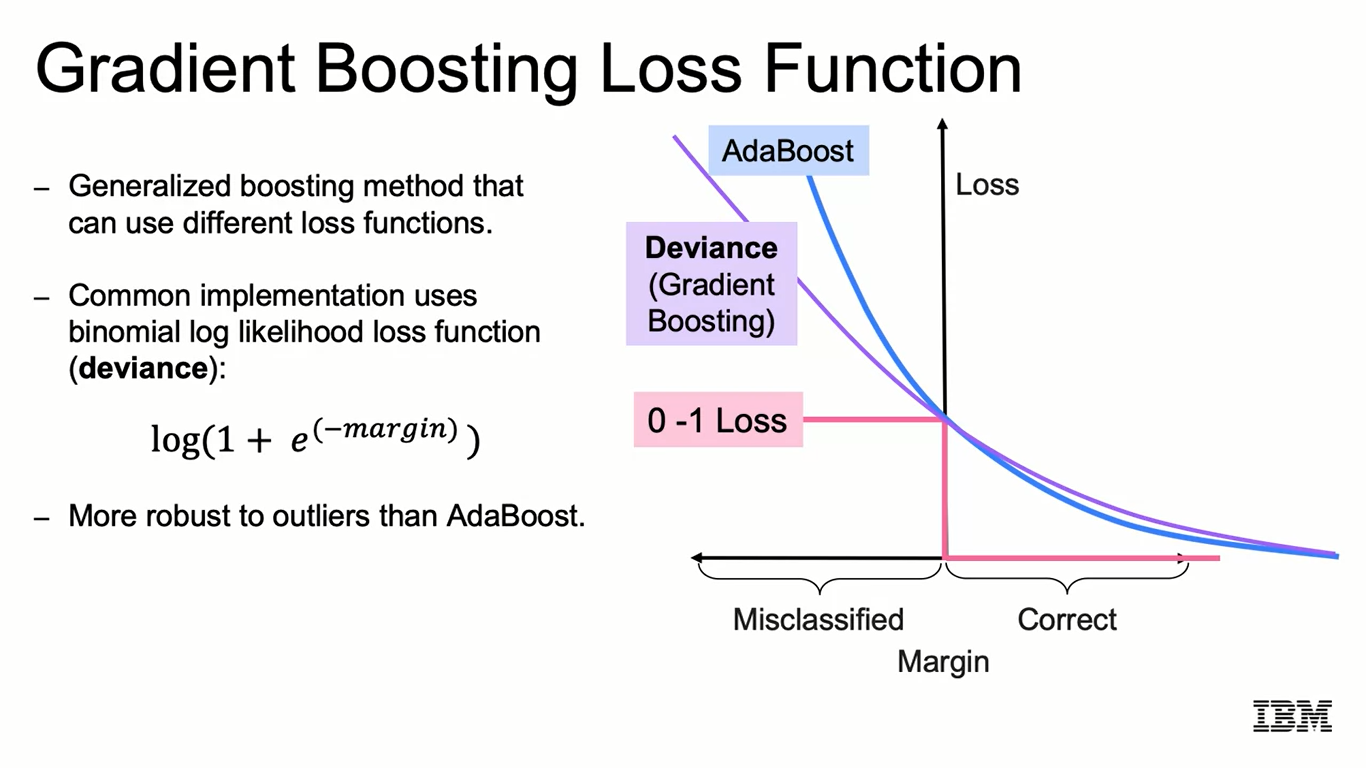 Gradient Boosting Loss Function
– Generalized boosting method that
can use different loss functions.
– Common implementation uses
binomial log likelihood loss function
(deviance):
log(1 + e^(−margin))
– More robust to outliers than AdaBoost.
AdaBoost
Loss
Deviance
(Gradient
Boosting)
0 -1 Loss
Misclassified
Correct
Margin
IBM